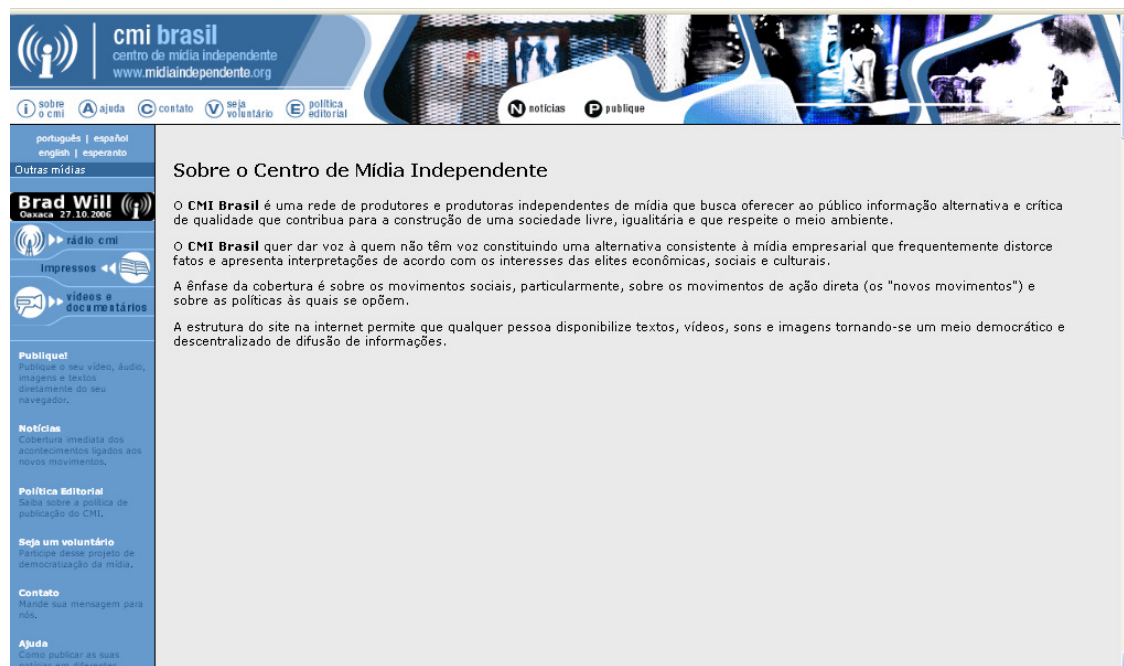 cmi brasil
centro de mídia independente
www.midiaindependente.org
i sobre o cmi A ajuda C contato V seja voluntário E política editorial N notícias P publique
português | español
english | esperanto
Outras mídias
Brad Will
Oaxaca 27.10.2006
rádio cmi
impressos
vídeos e
documentários
Publique!
Publique o seu vídeo, áudio,
imagens e textos
diretamente do seu
navegador.
Notícias
Cobertura imediata dos
acontecimentos ligados aos
novos movimentos.
Política Editorial
Saiba sobre a política de
publicação do CMI.
Seja um voluntário
Participe desse projeto de
democratização da mídia.
Contato
Mande sua mensagem para
nós.
Ajuda
Como publicar as suas
notícias em diferentes
Sobre o Centro de Mídia Independente
O CMI Brasil é uma rede de produtores e produtoras independentes de mídia que busca oferecer ao público informação alternativa e crítica
de qualidade que contribua para a construção de uma sociedade livre, igualitária e que respeite o meio ambiente.
O CMI Brasil quer dar voz à quem não têm voz constituindo uma alternativa consistente à mídia empresarial que frequentemente distorce
fatos e apresenta interpretações de acordo com os interesses das elites econômicas, sociais e culturais.
A ênfase da cobertura é sobre os movimentos sociais, particularmente, sobre os movimentos de ação direta (os "novos movimentos") e
sobre as políticas às quais se opõem.
A estrutura do site na internet permite que qualquer pessoa disponibilize textos, vídeos, sons e imagens tornando-se um meio democrático e
descentralizado de difusão de informações.